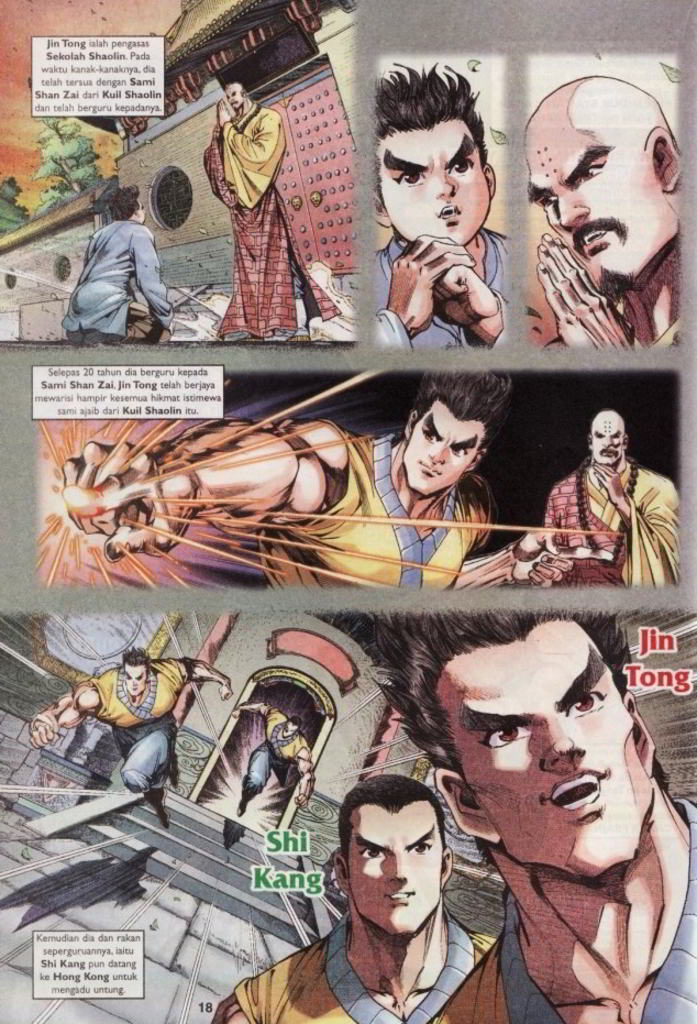 Jin Tong ialah pengasas
Sekolah Shaolin. Pada
waktu kanak-kanaknya, dia
telah tersua dengan Sami
Shan Zai dari Kuil Shaolin
dan telah berguru kepadanya.
Selepas 20 tahun dia berguru kepada
Sami Shan Zai, Jin Tong telah berjaya
mewarisi hampir kesemua hikmat istimewa
sami ajaib dari Kuil Shaolin itu.
Jin
Tong
Shi
Kang
Kemudian dia dan rakan
seperguruannya, iaitu
Shi Kang pun datang
ke Hong Kong untuk
mengadu untung.
18